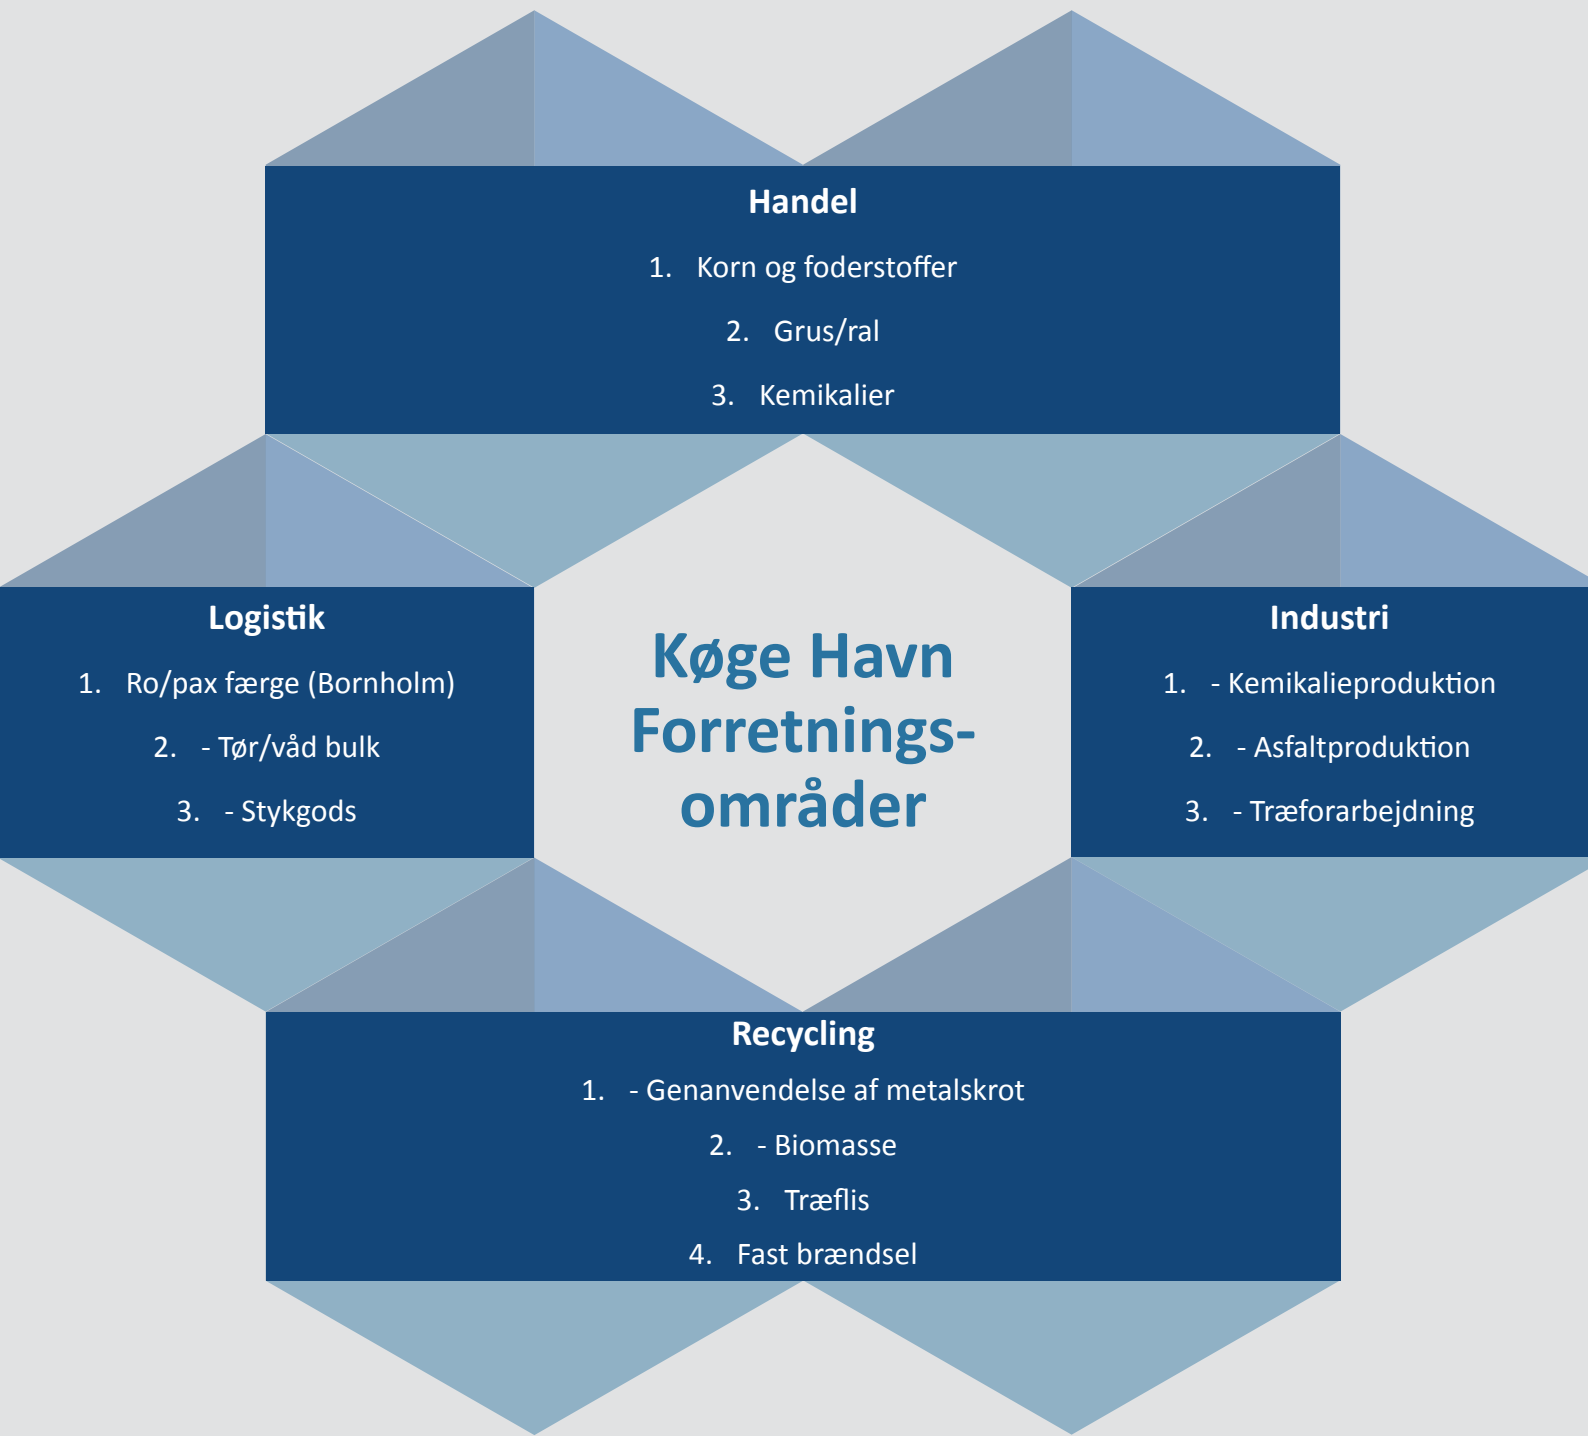 Handel
1. Korn og foderstoffer
2. Grus/ral
3. Kemikalier
Logistik
1. Ro/pax færge (Bornholm)
2. - Tør/våd bulk
3. - Stykgods
Køge Havn
Forretnings-
områder
Industri
1. - Kemikalieproduktion
2. - Asfaltproduktion
3. - Træforarbejdning
Recycling
1. - Genanvendelse af metalskrot
2. - Biomasse
3. Træflis
4. Fast brændsel